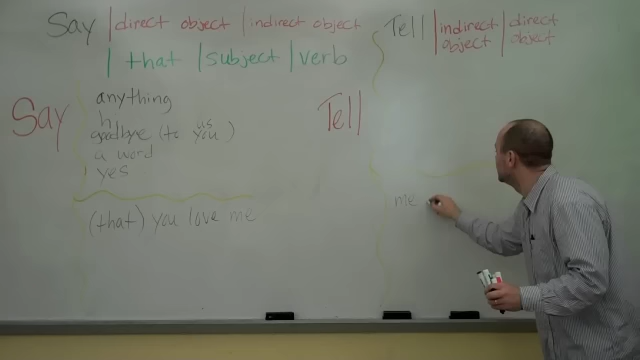 Say | direct object | indirect object
| that | subject | verb
Tell | indirect object | direct object
Say
anything
goodbye (to you)
a word
yes
(that) you love me
Tell
me